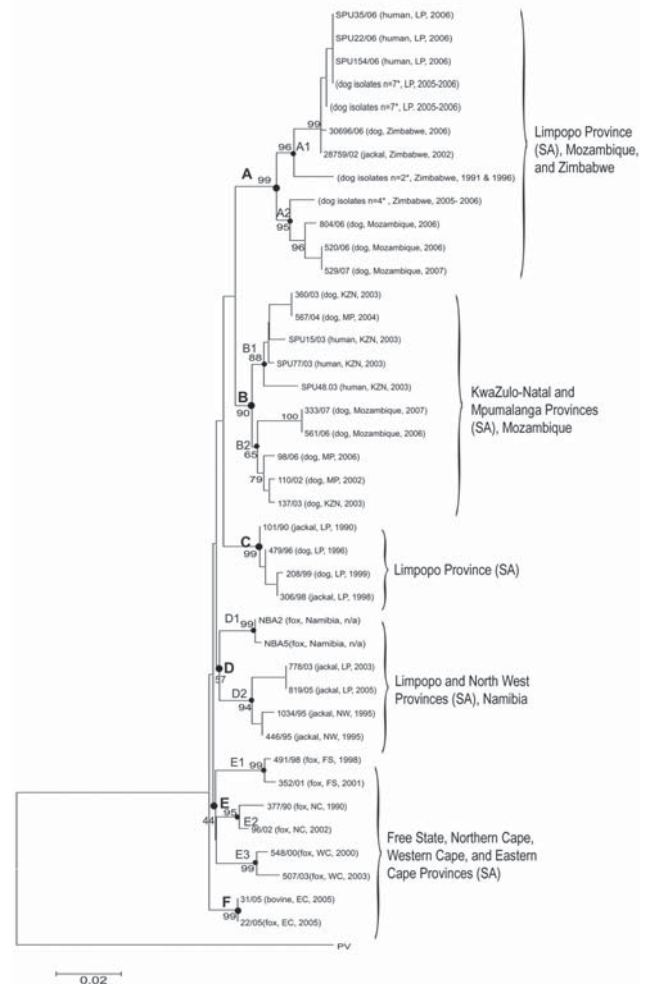 SPU35/06 (human, LP, 2006)
SPU22/06 (human, LP, 2006)
SPU154/06 (human, LP, 2006)
(dog isolates n=7*, LP, 2005-2006)
(dog isolates n=7*, LP. 2005-2006)
99
30696/06 (dog, Zimbabwe, 2006)
96 A1
28759/02 (jackal, Zimbabwe, 2002)
A 99
(dog isolates n=2*, Zimbabwe, 1991 & 1996)
(dog isolates n=4* , Zimbabwe, 2005- 2006)
A2
95
804/06 (dog, Mozambique, 2006)
96
520/06 (dog, Mozambique, 2006)
529/07 (dog, Mozambique, 2007)
Limpopo Province
(SA), Mozambique,
and Zimbabwe
360/03 (dog, KZN, 2003)
567/04 (dog, MP, 2004)
SPU15/03 (human, KZN, 2003)
B1
88
SPU77/03 (human, KZN, 2003)
SPU48.03 (human, KZN, 2003)
B
90
100
333/07 (dog, Mozambique, 2007)
561/06 (dog, Mozambique, 2006)
B2
65
98/06 (dog, MP, 2006)
79
110/02 (dog, MP, 2002)
137/03 (dog, KZN, 2003)
KwaZulo-Natal and
Mpumalanga Provinces
(SA), Mozambique
101/90 (jackal, LP, 1990)
C
99
479/96 (dog, LP, 1996)
208/99 (dog, LP, 1999)
306/98 (jackal, LP, 1998)
Limpopo Province (SA)
D1 99
NBA2 (fox, Namibia, n/a)
NBA5(fox, Namibia, n/a)
D
57
778/03 (jackal, LP, 2003)
D2
94
819/05 (jackal, LP, 2005)
1034/95 (jackal, NW, 1995)
446/95 (jackal, NW, 1995)
Limpopo and North West
Provinces (SA), Namibia
E1 99
491/98 (fox, FS, 1998)
352/01 (fox, FS, 2001)
E
44
95
377/90 (fox, NC, 1990)
E2
96/02 (fox, NC, 2002)
E3
99
548/00(fox, WC, 2000)
507/03(fox, WC, 2003)
F
99
31/05 (bovine, EC, 2005)
22/05(fox, EC, 2005)
Free State, Northern Cape,
Western Cape, and Eastern
Cape Provinces (SA)
PV
0.02